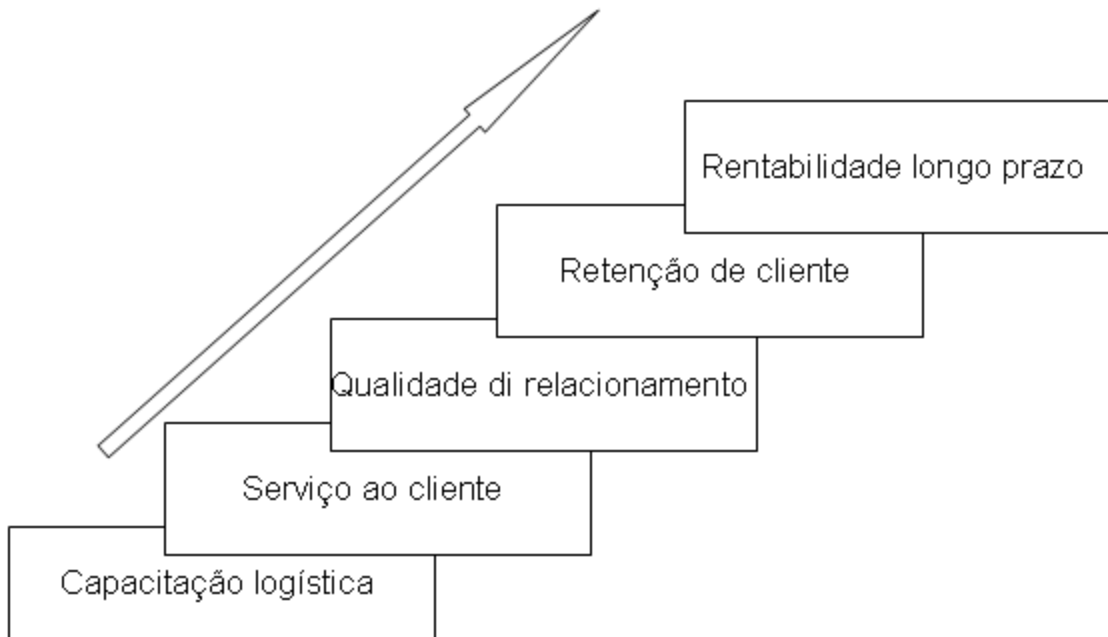 Rentabilidade longo prazo
Retenção de cliente
Qualidade di relacionamento
Serviço ao cliente
Capacitação logística